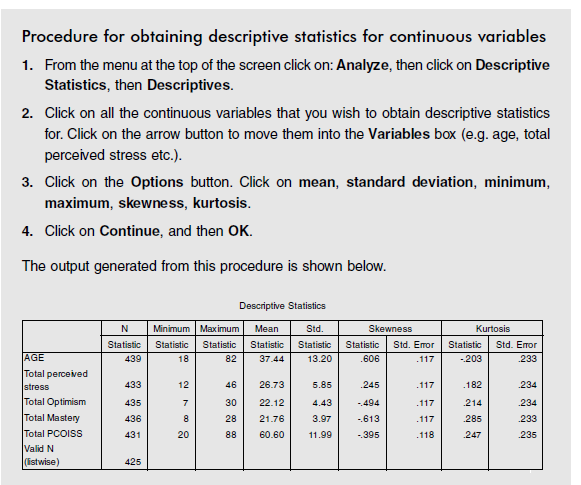 Procedure for obtaining descriptive statistics for continuous variables
1. From the menu at the top of the screen click on: Analyze, then click on Descriptive
Statistics, then Descriptives.
2. Click on all the continuous variables that you wish to obtain descriptive statistics
for. Click on the arrow button to move them into the Variables box (e.g. age, total
perceived stress etc.).
3. Click on the Options button. Click on mean, standard deviation, minimum,
maximum, skewness, kurtosis.
4. Click on Continue, and then OK.
The output generated from this procedure is shown below.
Descriptive Statistics
N Minimum Maximum Mean Std. Skewness Kurtosis
Statistic Statistic Statistic Statistic Statistic Statistic Std. Error Statistic Std. Error
AGE 439 18 82 37.44 13.20 .606 .117 -.203 .233
Total perceived
stress 433 12 46 26.73 5.85 .245 .117 .182 .234
Total Optimism 435 7 30 22.12 4.43 -.494 .117 .214 .234
Total Mastery 436 8 28 21.76 3.97 -.613 .117 .285 .233
Total PCOISS 431 20 88 60.60 11.99 -.395 .118 .247 .235
Valid N
(listwise) 425